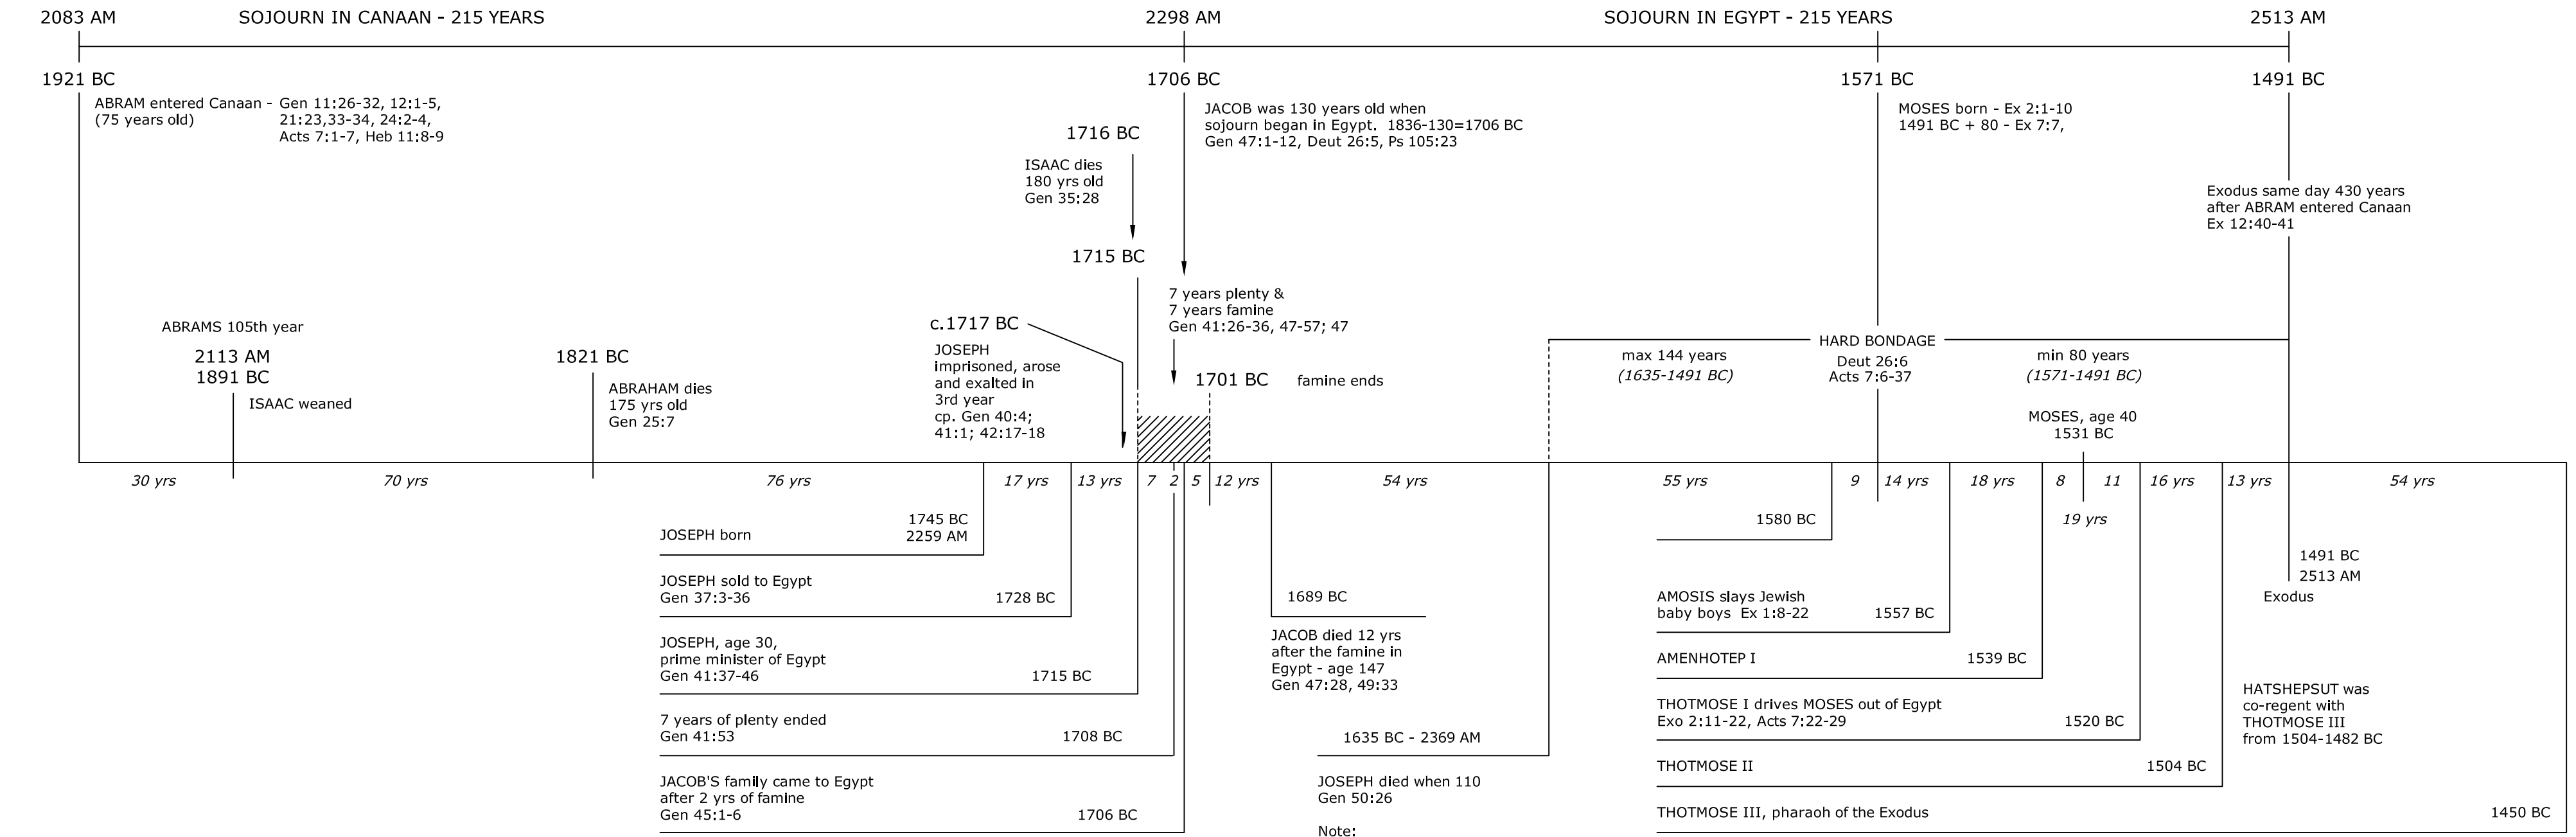 2083 AM
SOJOURN IN CANAAN - 215 YEARS
2298 AM
SOJOURN IN EGYPT - 215 YEARS
2513 AM
1921 BC
1706 BC
1571 BC
1491 BC
ABRAM entered Canaan - Gen 11:26-32, 12:1-5,
(75 years old) 21:23,33-34, 24:2-4,
Acts 7:1-7, Heb 11:8-9
1716 BC
ISAAC dies
180 yrs old
Gen 35:28
1715 BC
JACOB was 130 years old when
sojourn began in Egypt. 1836-130=1706 BC
Gen 47:1-12, Deut 26:5, Ps 105:23
MOSES born - Ex 2:1-10
1491 BC + 80 - Ex 7:7,
Exodus same day 430 years
after ABRAM entered Canaan
Ex 12:40-41
7 years plenty &
7 years famine
Gen 41:26-36, 47-57; 47
ABRAMS 105th year
2113 AM
1891 BC
ISAAC weaned
1821 BC
ABRAHAM dies
175 yrs old
Gen 25:7
c.1717 BC
JOSEPH
imprisoned, arose
and exalted in
3rd year
cp. Gen 40:4;
41:1; 42:17-18
1701 BC famine ends
HARD BONDAGE
Deut 26:6
Acts 7:6-37
max 144 years
(1635-1491 BC)
min 80 years
(1571-1491 BC)
MOSES, age 40
1531 BC
30 yrs
70 yrs
76 yrs
17 yrs
13 yrs
7
2
5
12 yrs
54 yrs
55 yrs
9
14 yrs
18 yrs
8
11
16 yrs
13 yrs
54 yrs
19 yrs
1745 BC
JOSEPH born 2259 AM
JOSEPH sold to Egypt
Gen 37:3-36 1728 BC
JOSEPH, age 30,
prime minister of Egypt
Gen 41:37-46 1715 BC
7 years of plenty ended
Gen 41:53 1708 BC
JACOB'S family came to Egypt
after 2 yrs of famine
Gen 45:1-6 1706 BC
1689 BC
JACOB died 12 yrs
after the famine in
Egypt - age 147
Gen 47:28, 49:33
1635 BC - 2369 AM
JOSEPH died when 110
Gen 50:26
Note:
1580 BC
AMOSIS slays Jewish
baby boys Ex 1:8-22 1557 BC
AMENHOTEP I 1539 BC
THOTMOSE I drives MOSES out of Egypt
Exo 2:11-22, Acts 7:22-29 1520 BC
THOTMOSE II 1504 BC
THOTMOSE III, pharaoh of the Exodus 1450 BC
1491 BC
2513 AM
Exodus
HATSHEPSUT was
co-regent with
THOTMOSE III
from 1504-1482 BC